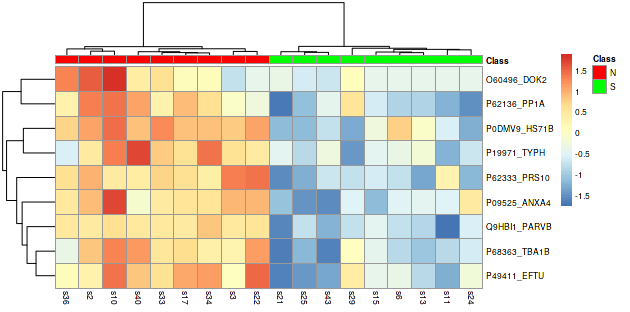 Class
O60496_DOK2
P62136_PP1A
P0DMV9_HS71B
P19971_TYPH
P62333_PRS10
P09525_ANXA4
Q9HBI1_PARVB
P68363_TBA1B
P49411_EFTU
s36 s2 s10 s40 s33 s17 s34 s3 s22 s21 s25 s43 s29 s15 s6 s13 s11 s24
1.5
1
0.5
0
-0.5
-1
-1.5
Class
N
S